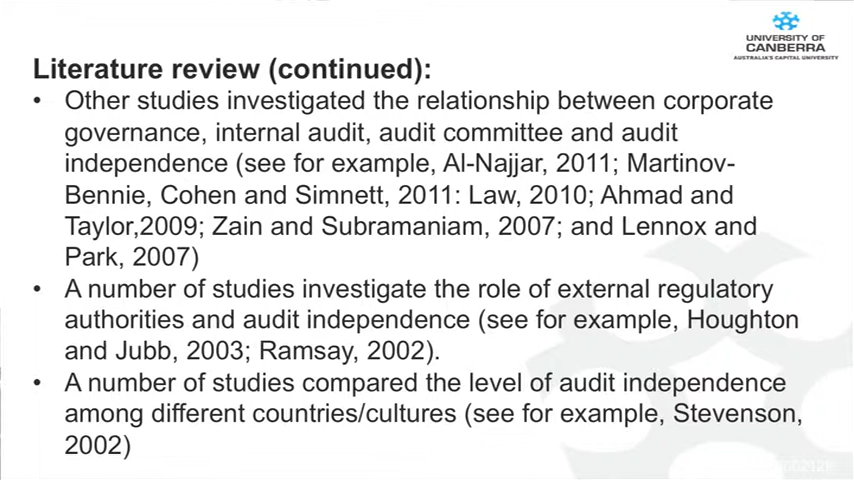 UNIVERSITY OF
CANBERRA
AUSTRALIA'S CAPITAL UNIVERSITY
Literature review (continued):
• Other studies investigated the relationship between corporate
governance, internal audit, audit committee and audit
independence (see for example, Al-Najjar, 2011; Martinov-
Bennie, Cohen and Simnett, 2011: Law, 2010; Ahmad and
Taylor,2009; Zain and Subramaniam, 2007; and Lennox and
Park, 2007)
• A number of studies investigate the role of external regulatory
authorities and audit independence (see for example, Houghton
and Jubb, 2003; Ramsay, 2002).
• A number of studies compared the level of audit independence
among different countries/cultures (see for example, Stevenson,
2002)